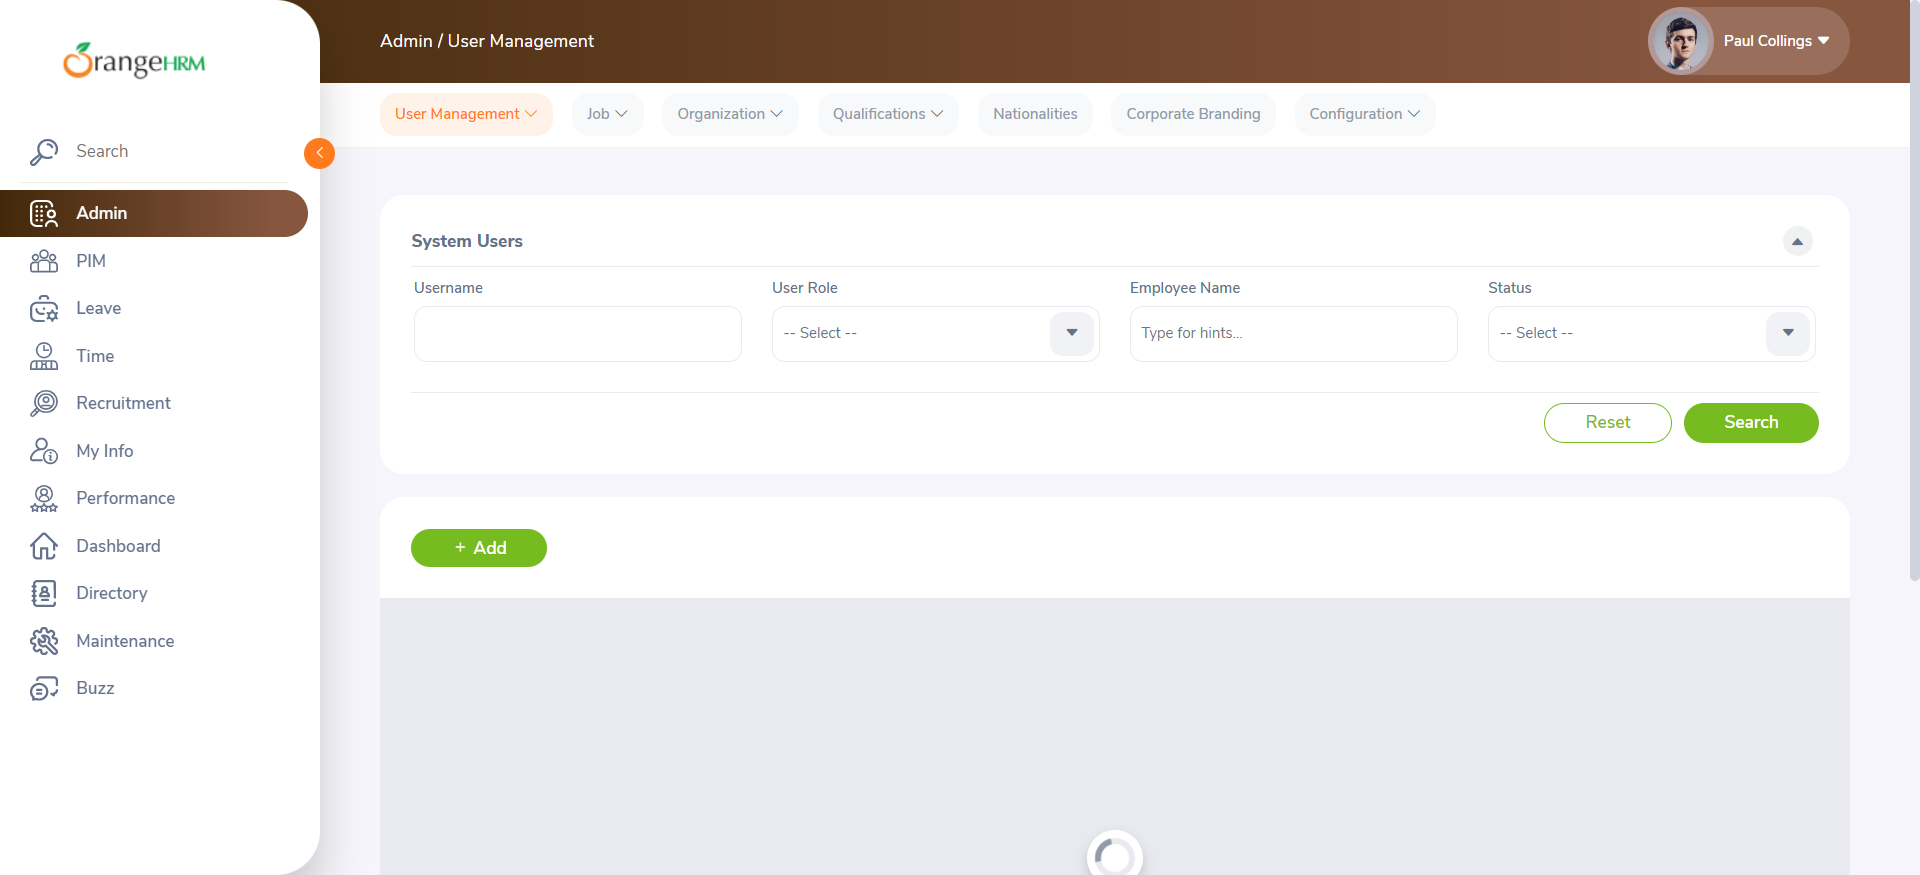 OrangeHRM
Admin / User Management
Paul Collings
User Management
Job
Organization
Qualifications
Nationalities
Corporate Branding
Configuration
Search
Admin
PIM
Leave
Time
Recruitment
My Info
Performance
Dashboard
Directory
Maintenance
Buzz
System Users
Username
User Role
Employee Name
Status
-- Select --
Type for hints...
-- Select --
Reset
Search
+ Add